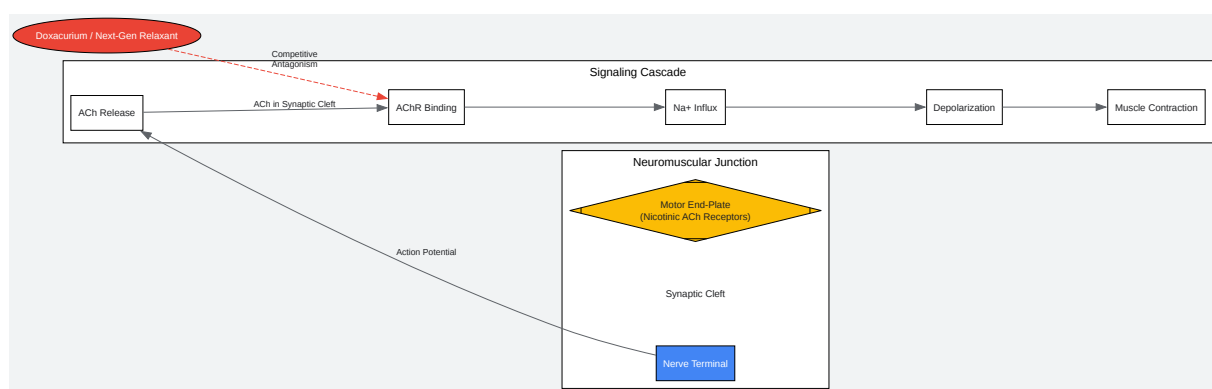 Doxacurium / Next-Gen Relaxant
Competitive
Antagonism
Signaling Cascade
ACh Release
ACh in Synaptic Cleft
AChR Binding
Na+ Influx
Depolarization
Muscle Contraction
Neuromuscular Junction
Motor End-Plate
(Nicotinic ACh Receptors)
Action Potential
Synaptic Cleft
Nerve Terminal